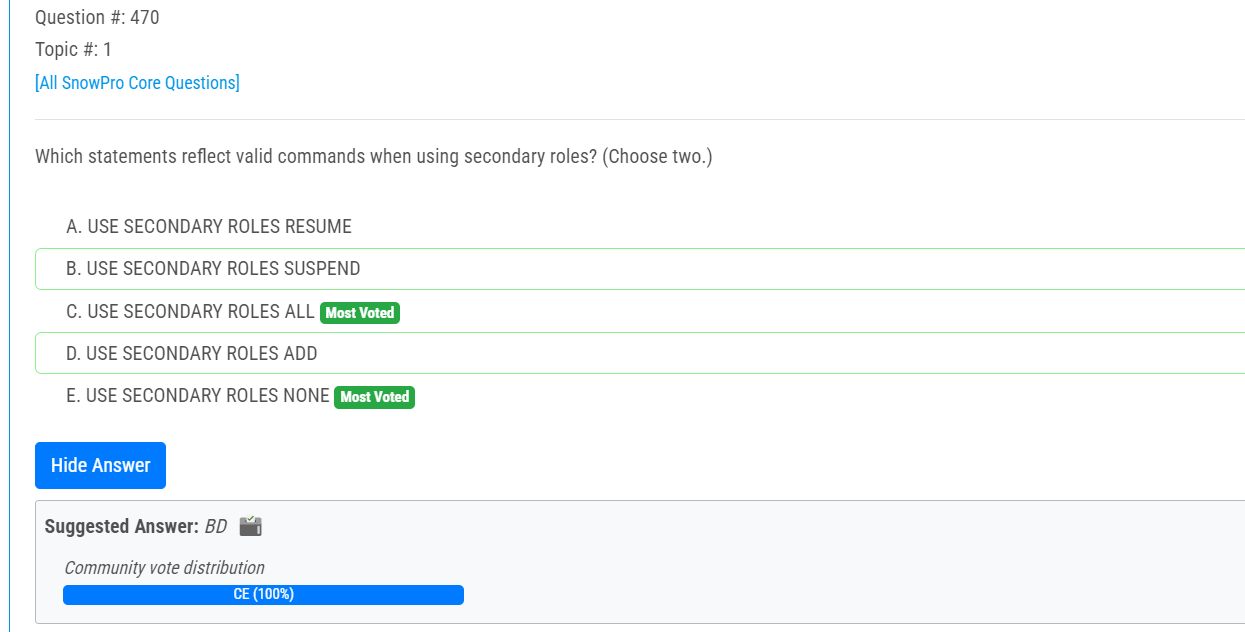 Question #: 470
Topic #: 1
[All SnowPro Core Questions]
Which statements reflect valid commands when using secondary roles? (Choose two.)
A. USE SECONDARY ROLES RESUME
B. USE SECONDARY ROLES SUSPEND
C. USE SECONDARY ROLES ALL Most Voted
D. USE SECONDARY ROLES ADD
E. USE SECONDARY ROLES NONE Most Voted
Hide Answer
Suggested Answer: BD
Community vote distribution
CE (100%)